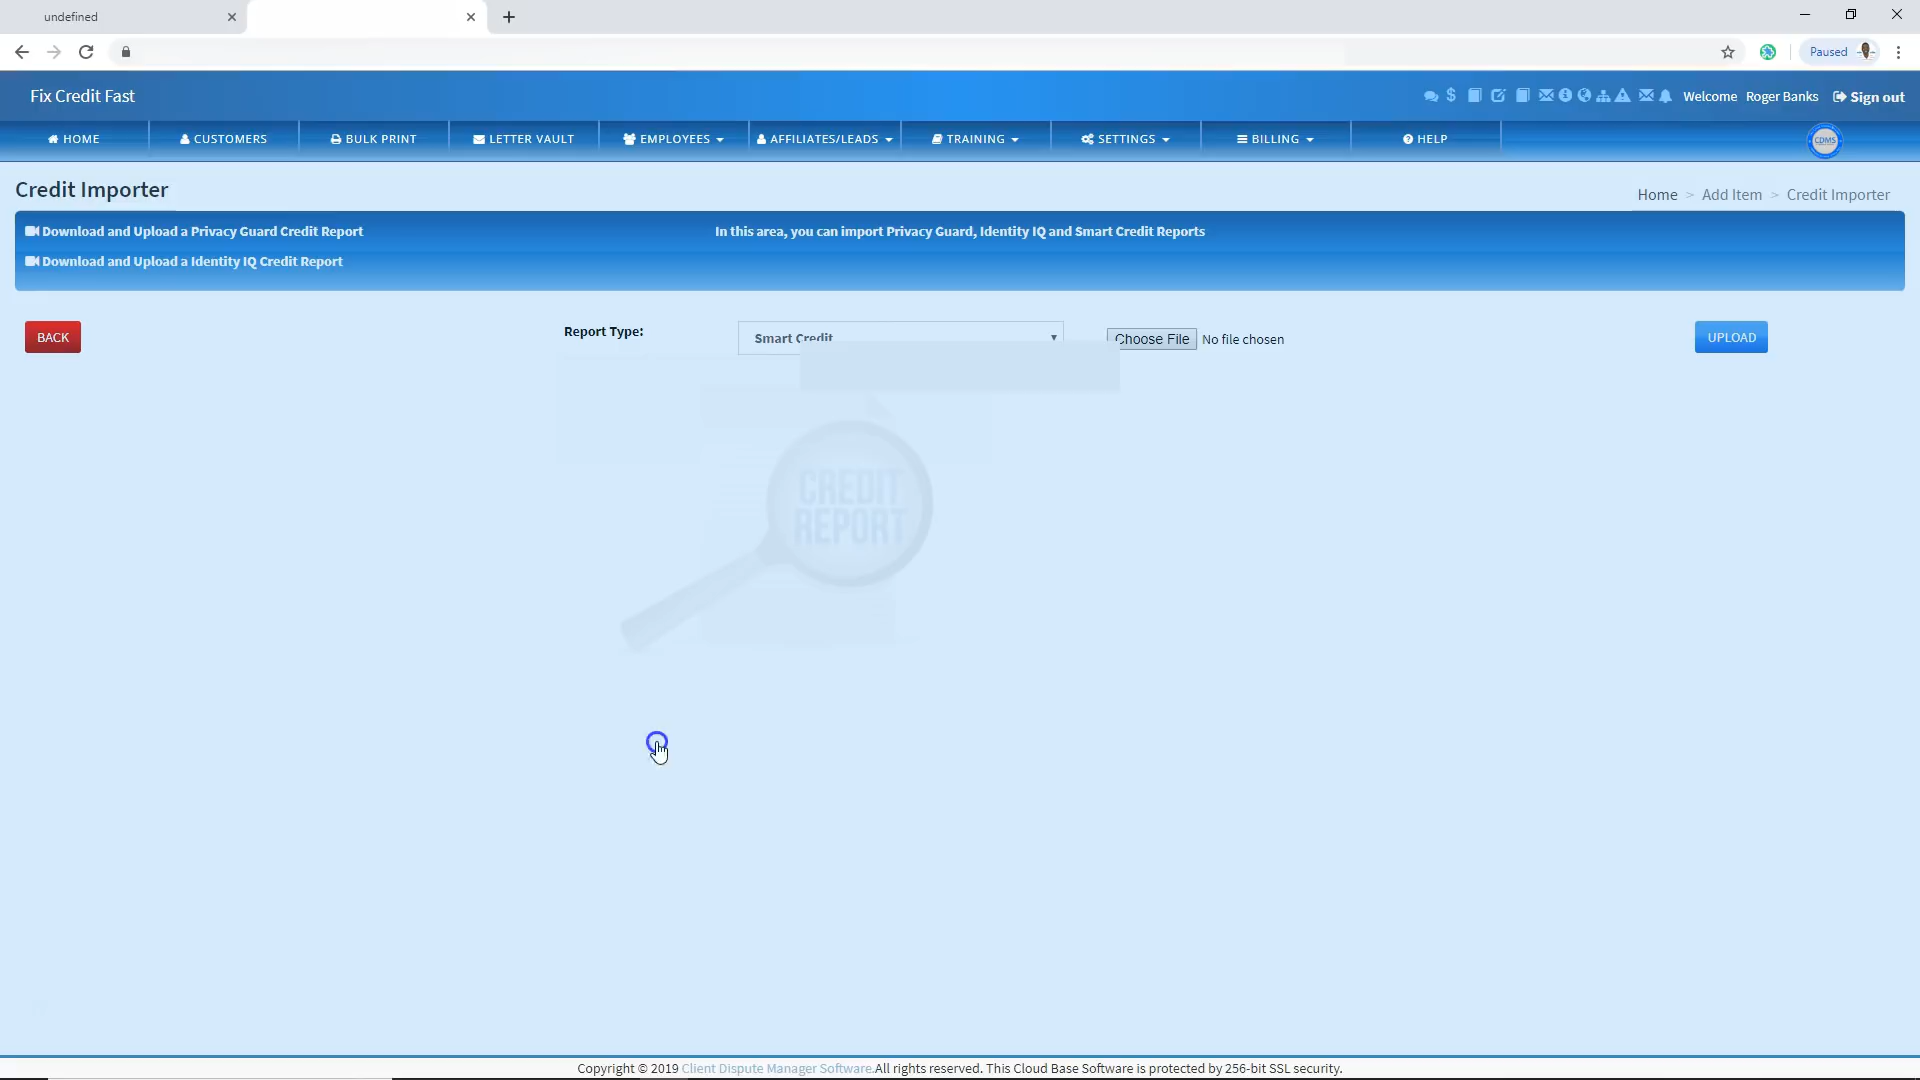 undefined
Paused
Fix Credit Fast
Welcome Roger Banks Sign out
HOME CUSTOMERS BULK PRINT LETTER VAULT EMPLOYEES AFFILIATES/LEADS TRAINING SETTINGS BILLING HELP
CDMS
Credit Importer
Home > Add Item > Credit Importer
Download and Upload a Privacy Guard Credit Report
In this area, you can import Privacy Guard, Identity IQ and Smart Credit Reports
Download and Upload a Identity IQ Credit Report
BACK
Report Type:
Smart Credit
Choose File No file chosen
UPLOAD
CREDIT
REPORT
Copyright © 2019 Client Dispute Manager Software.All rights reserved. This Cloud Base Software is protected by 256-bit SSL security.